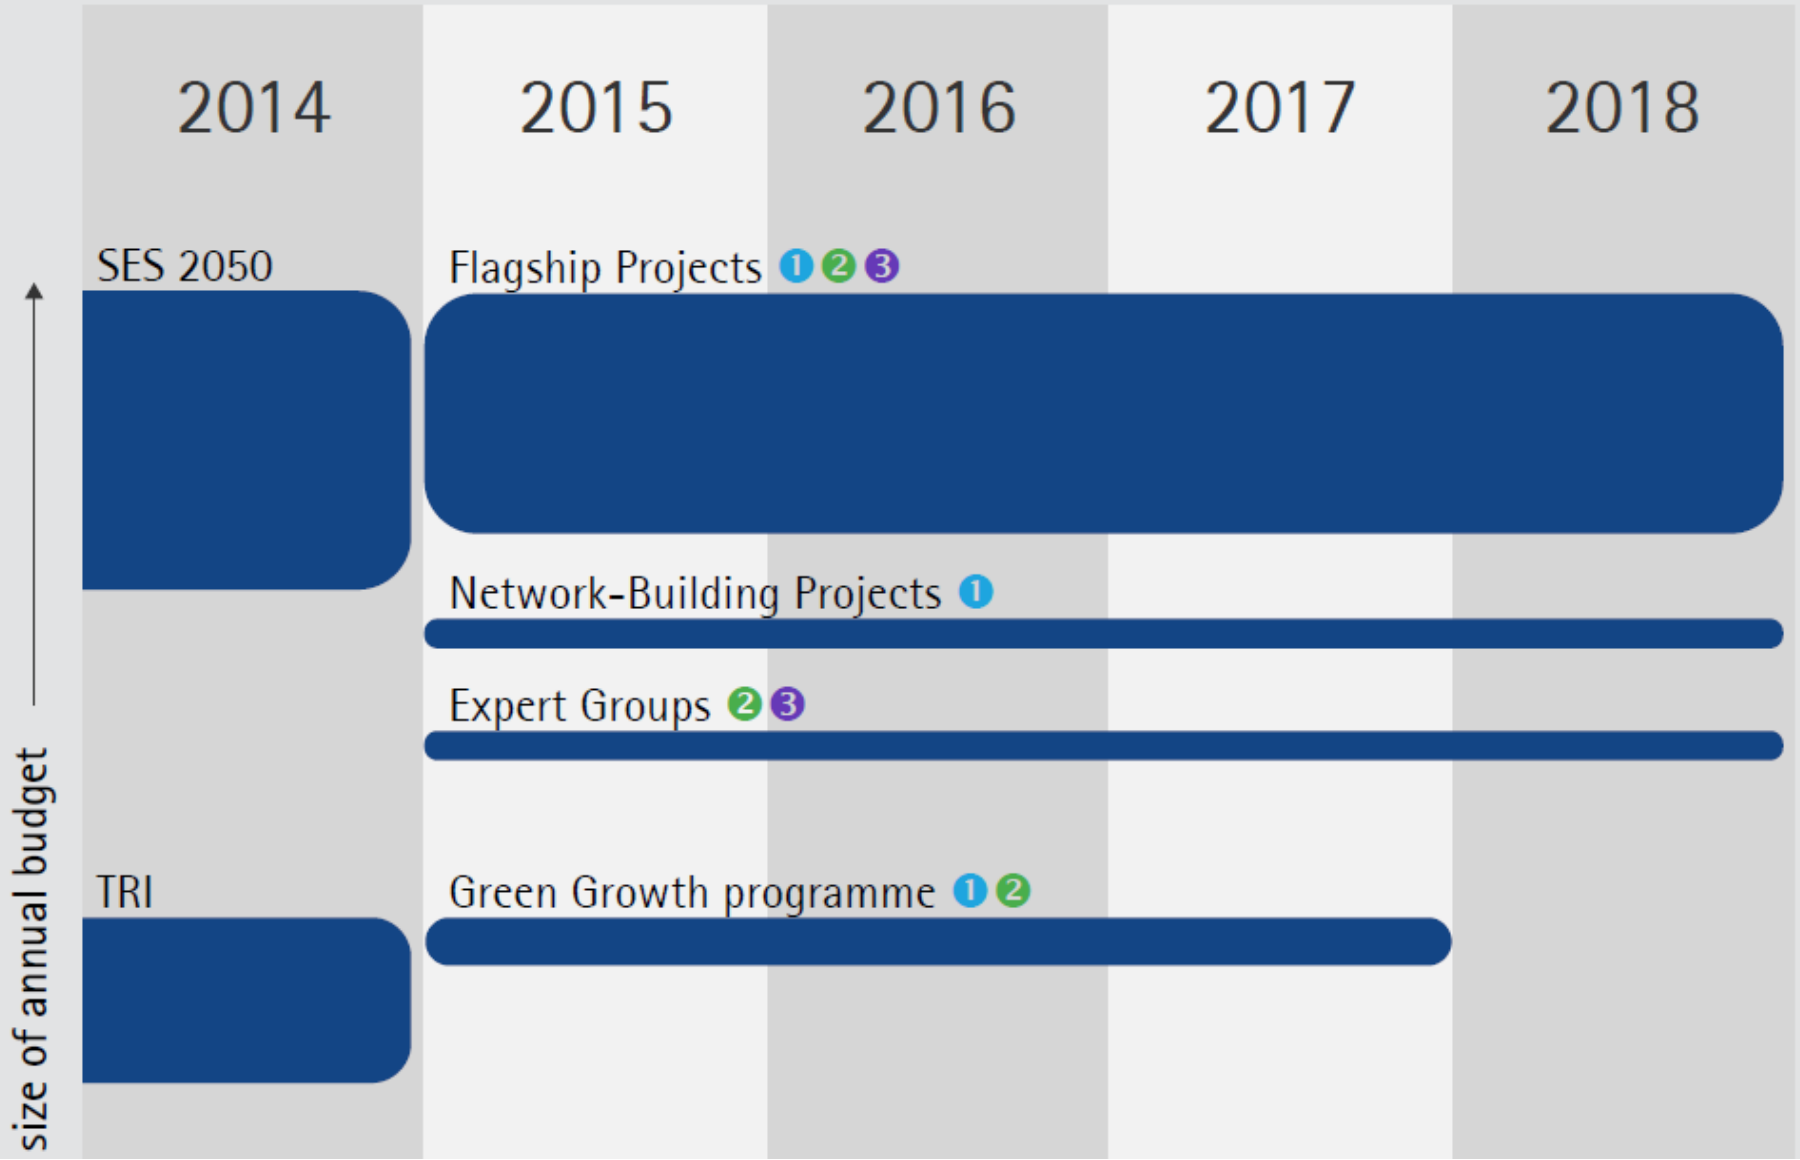 2014 2015 2016 2017 2018
SES 2050
Flagship Projects 1 2 3
Network-Building Projects 1
Expert Groups 2 3
TRI
Green Growth programme 1 2
size of annual budget